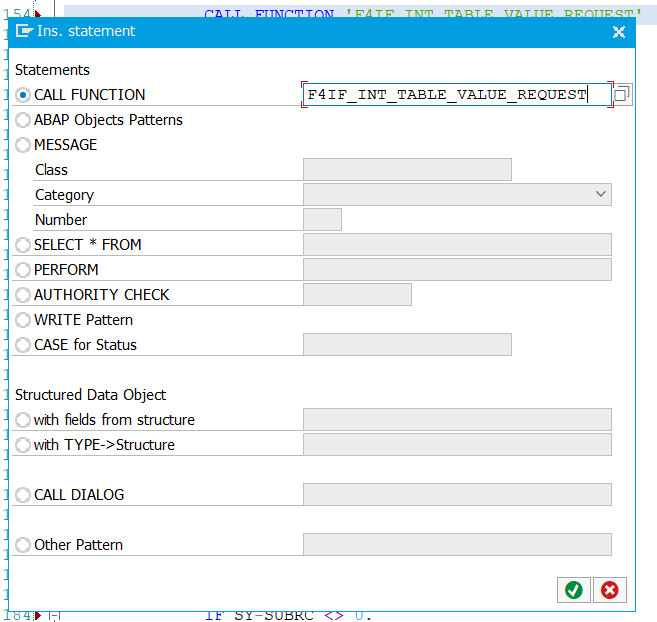 154 CALL FUNCTION 'F4IF_INT_TABLE_VALUE_REQUEST'
Ins. statement
Statements
CALL FUNCTION F4IF_INT_TABLE_VALUE_REQUEST
ABAP Objects Patterns
MESSAGE
Class
Category
Number
SELECT * FROM
PERFORM
AUTHORITY CHECK
WRITE Pattern
CASE for Status
Structured Data Object
with fields from structure
with TYPE->Structure
CALL DIALOG
Other Pattern
184 IF SY-SUBRC <> 0.